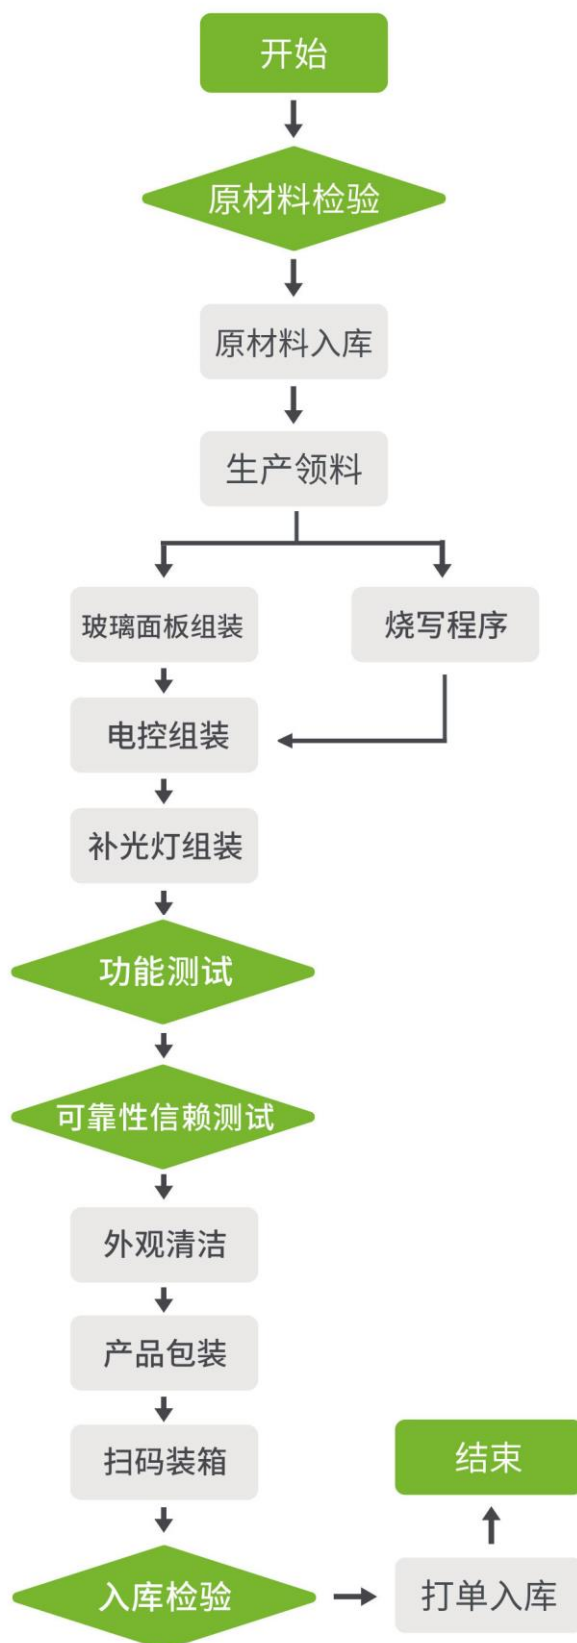 开始
原材料检验
原材料入库
生产领料
玻璃面板组装
烧写程序
电控组装
补光灯组装
功能测试
可靠性信赖测试
外观清洁
产品包装
扫码装箱
结束
入库检验
打单入库